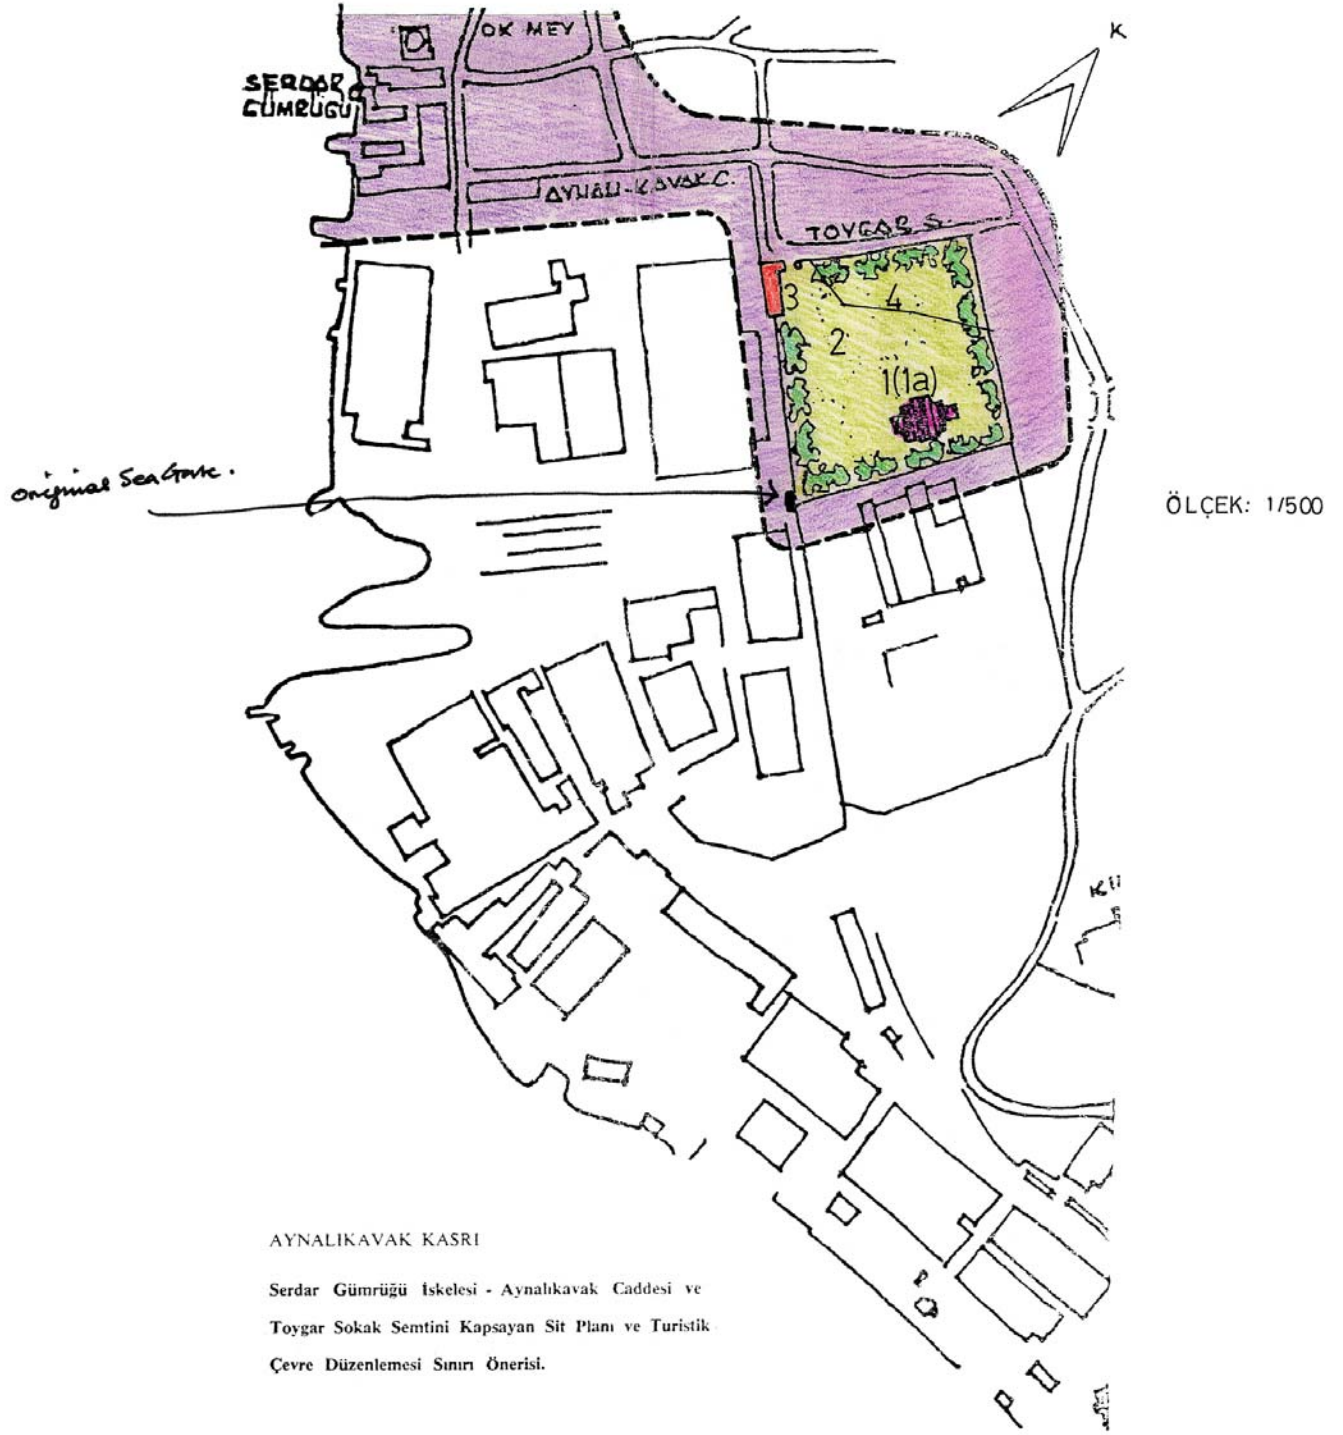 OK MEY
K
SERDAR
GÜMRÜĞÜ
AYNALI-KAVAK C.
TOYGAR S.
3
4
2
1(1a)
Original Sea Gate.
ÖLÇEK: 1/500
AYNALIKAVAK KASRI
Serdar Gümrüğü İskelesi - Aynalıkavak Caddesi ve
Toygar Sokak Semtini Kapsayan Sit Planı ve Turistik
Çevre Düzenlemesi Sınırı Önerisi.